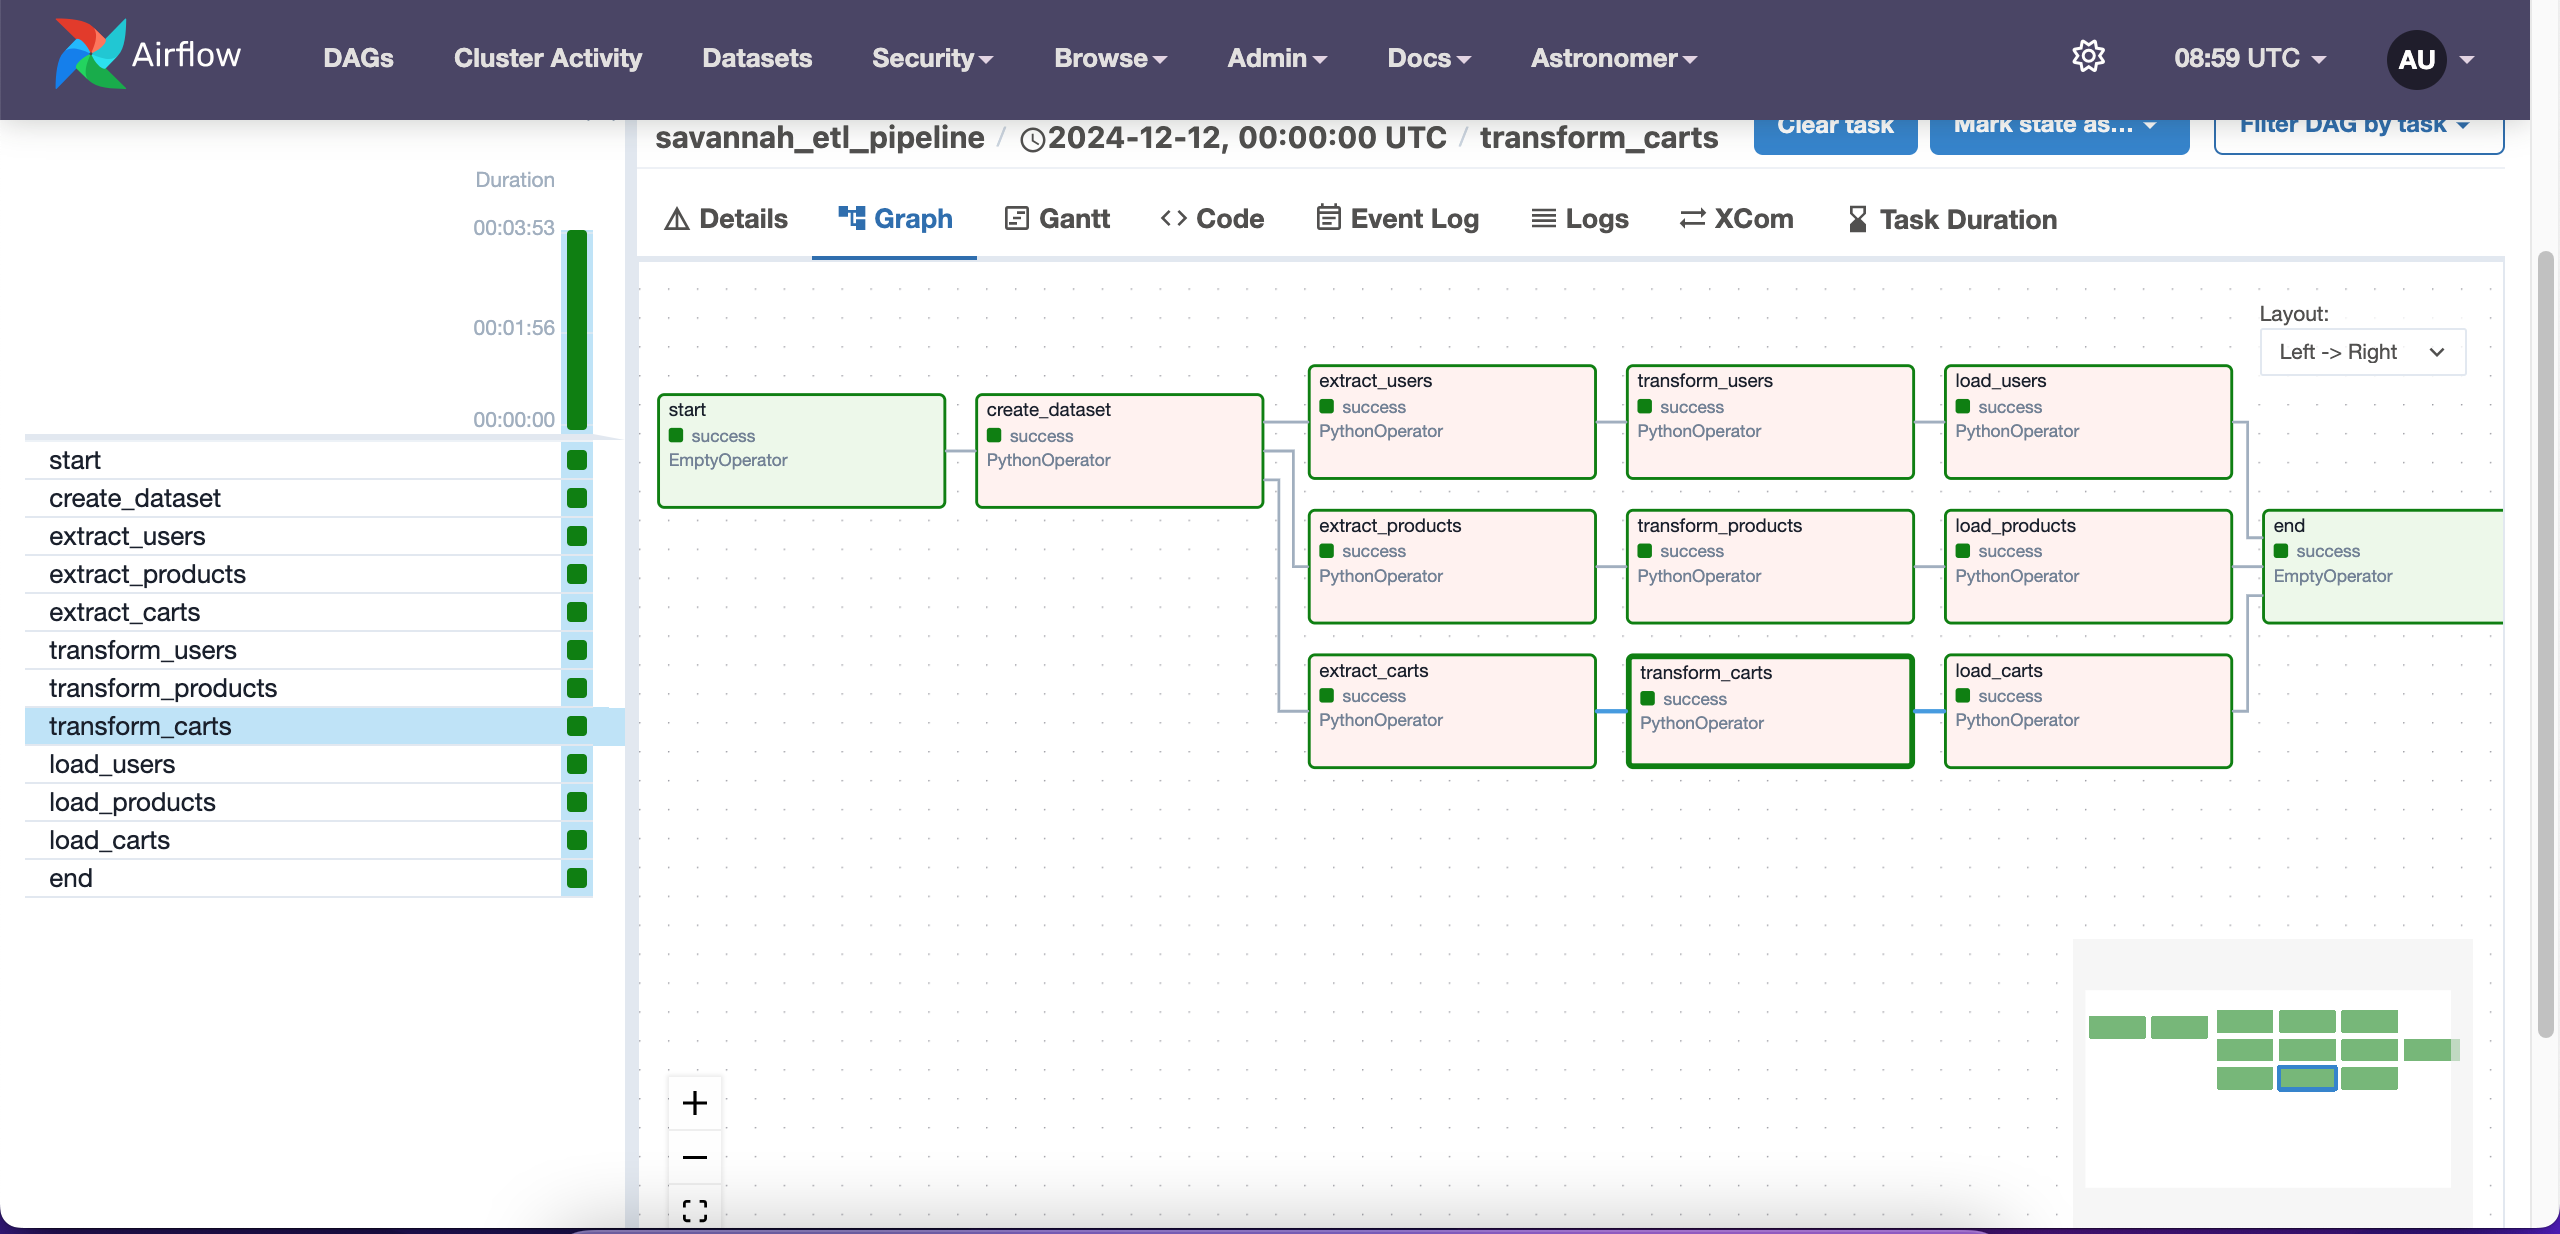 Airflow DAGs Cluster Activity Datasets Security Browse Admin Docs Astronomer 08:59 UTC AU
savannah_etl_pipeline / 2024-12-12, 00:00:00 UTC / transform_carts Clear task Mark state as... Filter DAG by task
Duration
00:03:53
00:01:56
00:00:00
start
create_dataset
extract_users
extract_products
extract_carts
transform_users
transform_products
transform_carts
load_users
load_products
load_carts
end
Details Graph Gantt Code Event Log Logs XCom Task Duration
Layout:
Left -> Right
start
success
EmptyOperator
create_dataset
success
PythonOperator
extract_users
success
PythonOperator
transform_users
success
PythonOperator
load_users
success
PythonOperator
extract_products
success
PythonOperator
transform_products
success
PythonOperator
load_products
success
PythonOperator
end
success
EmptyOperator
extract_carts
success
PythonOperator
transform_carts
success
PythonOperator
load_carts
success
PythonOperator